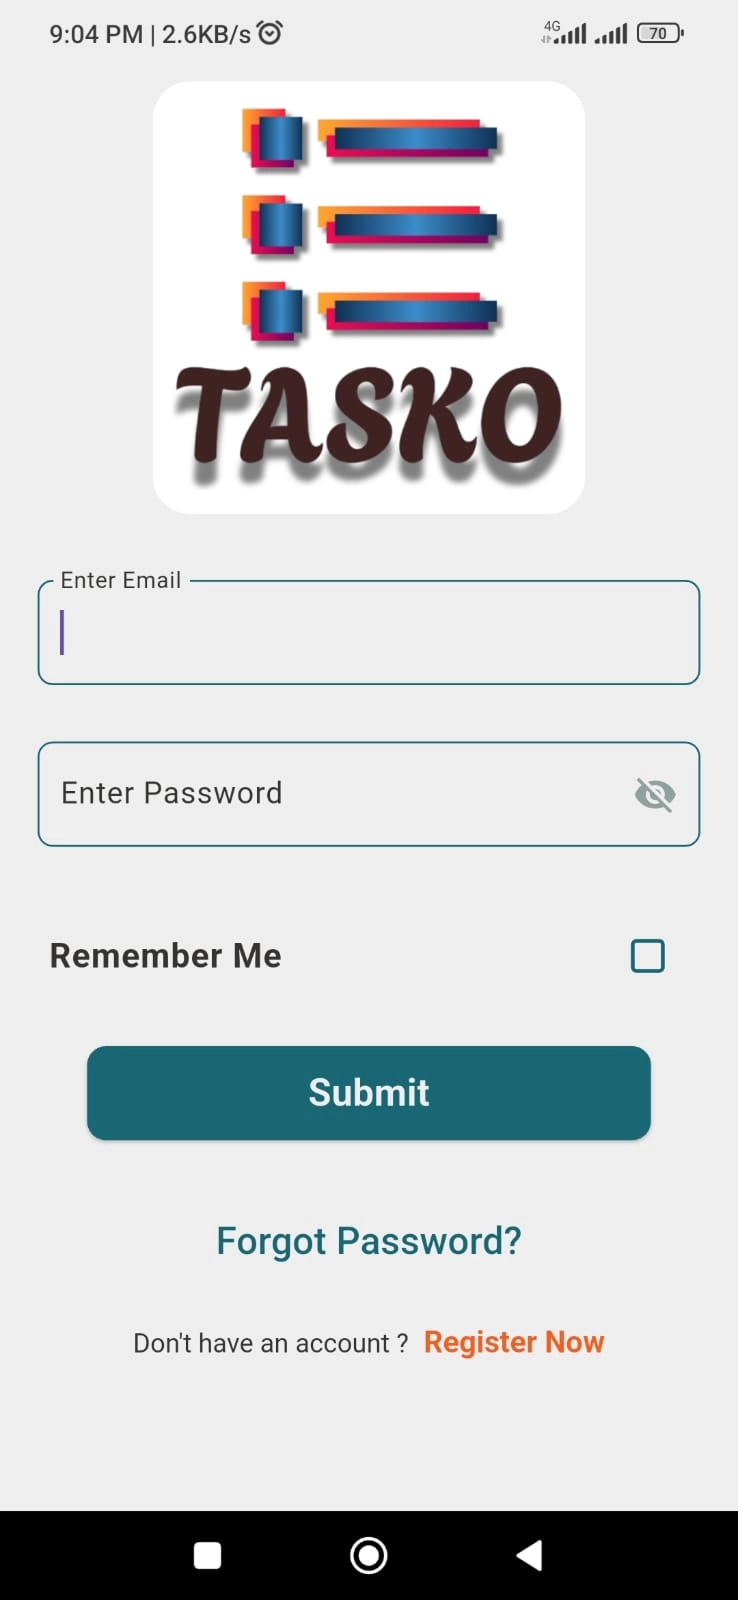 9:04 PM | 2.6KB/s
4G
70
TASKO
Enter Email
Enter Password
Remember Me
Submit
Forgot Password?
Don't have an account ? Register Now